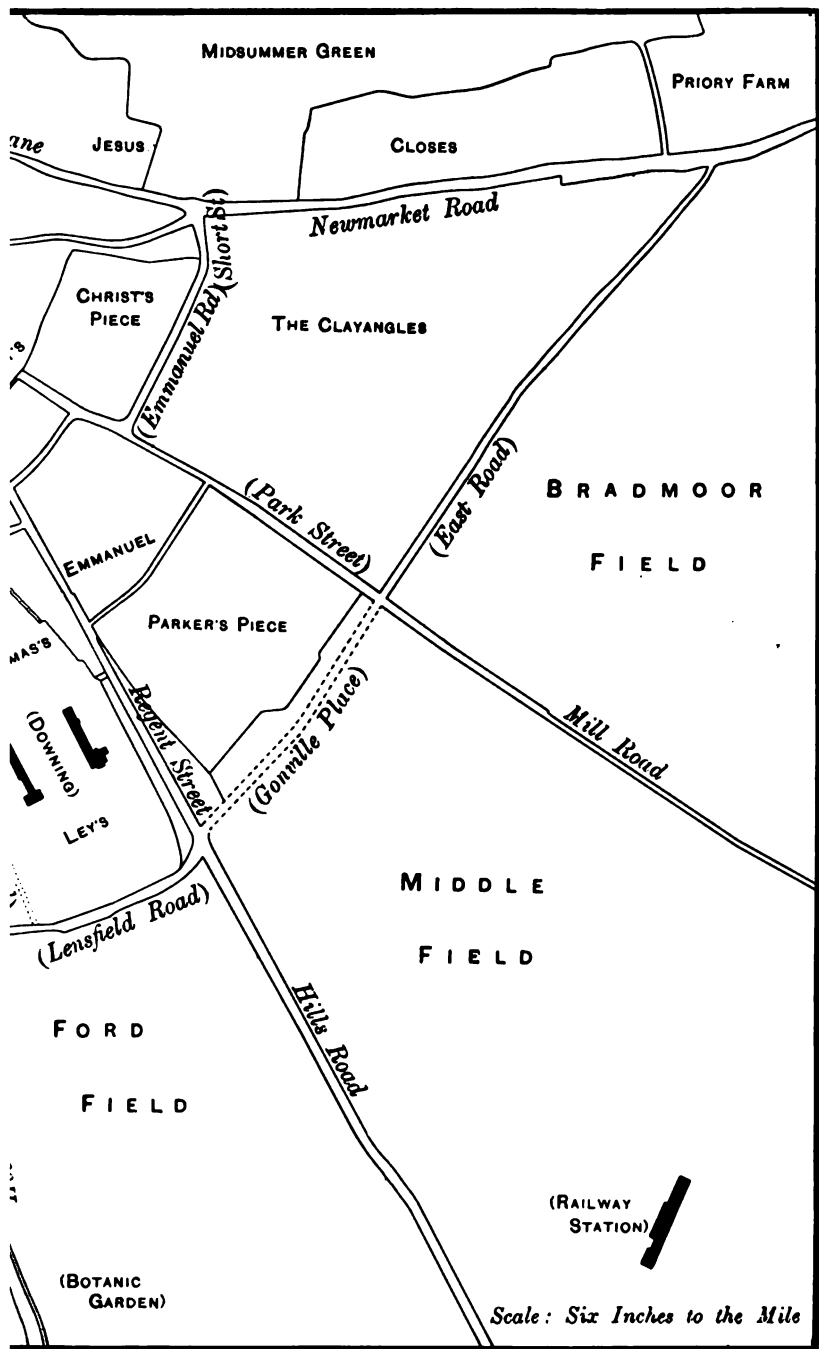 MIDSUMMER GREEN
PRIORY FARM
ane
JESUS
CLOSES
Newmarket Road
(Short St)
CHRIST'S
PIECE
(Emmanuel Rd)
THE CLAYANGLES
T'S
(Park Street)
(East Road)
BRADMOOR
FIELD
EMMANUEL
PARKER'S PIECE
MAS'S
(DOWNING)
Regent Street
(Gonville Place)
Mill Road
LEY'S
MIDDLE
FIELD
(Lensfield Road)
Hills Road
FORD
FIELD
(RAILWAY
STATION)
(BOTANIC
GARDEN)
Scale: Six Inches to the Mile